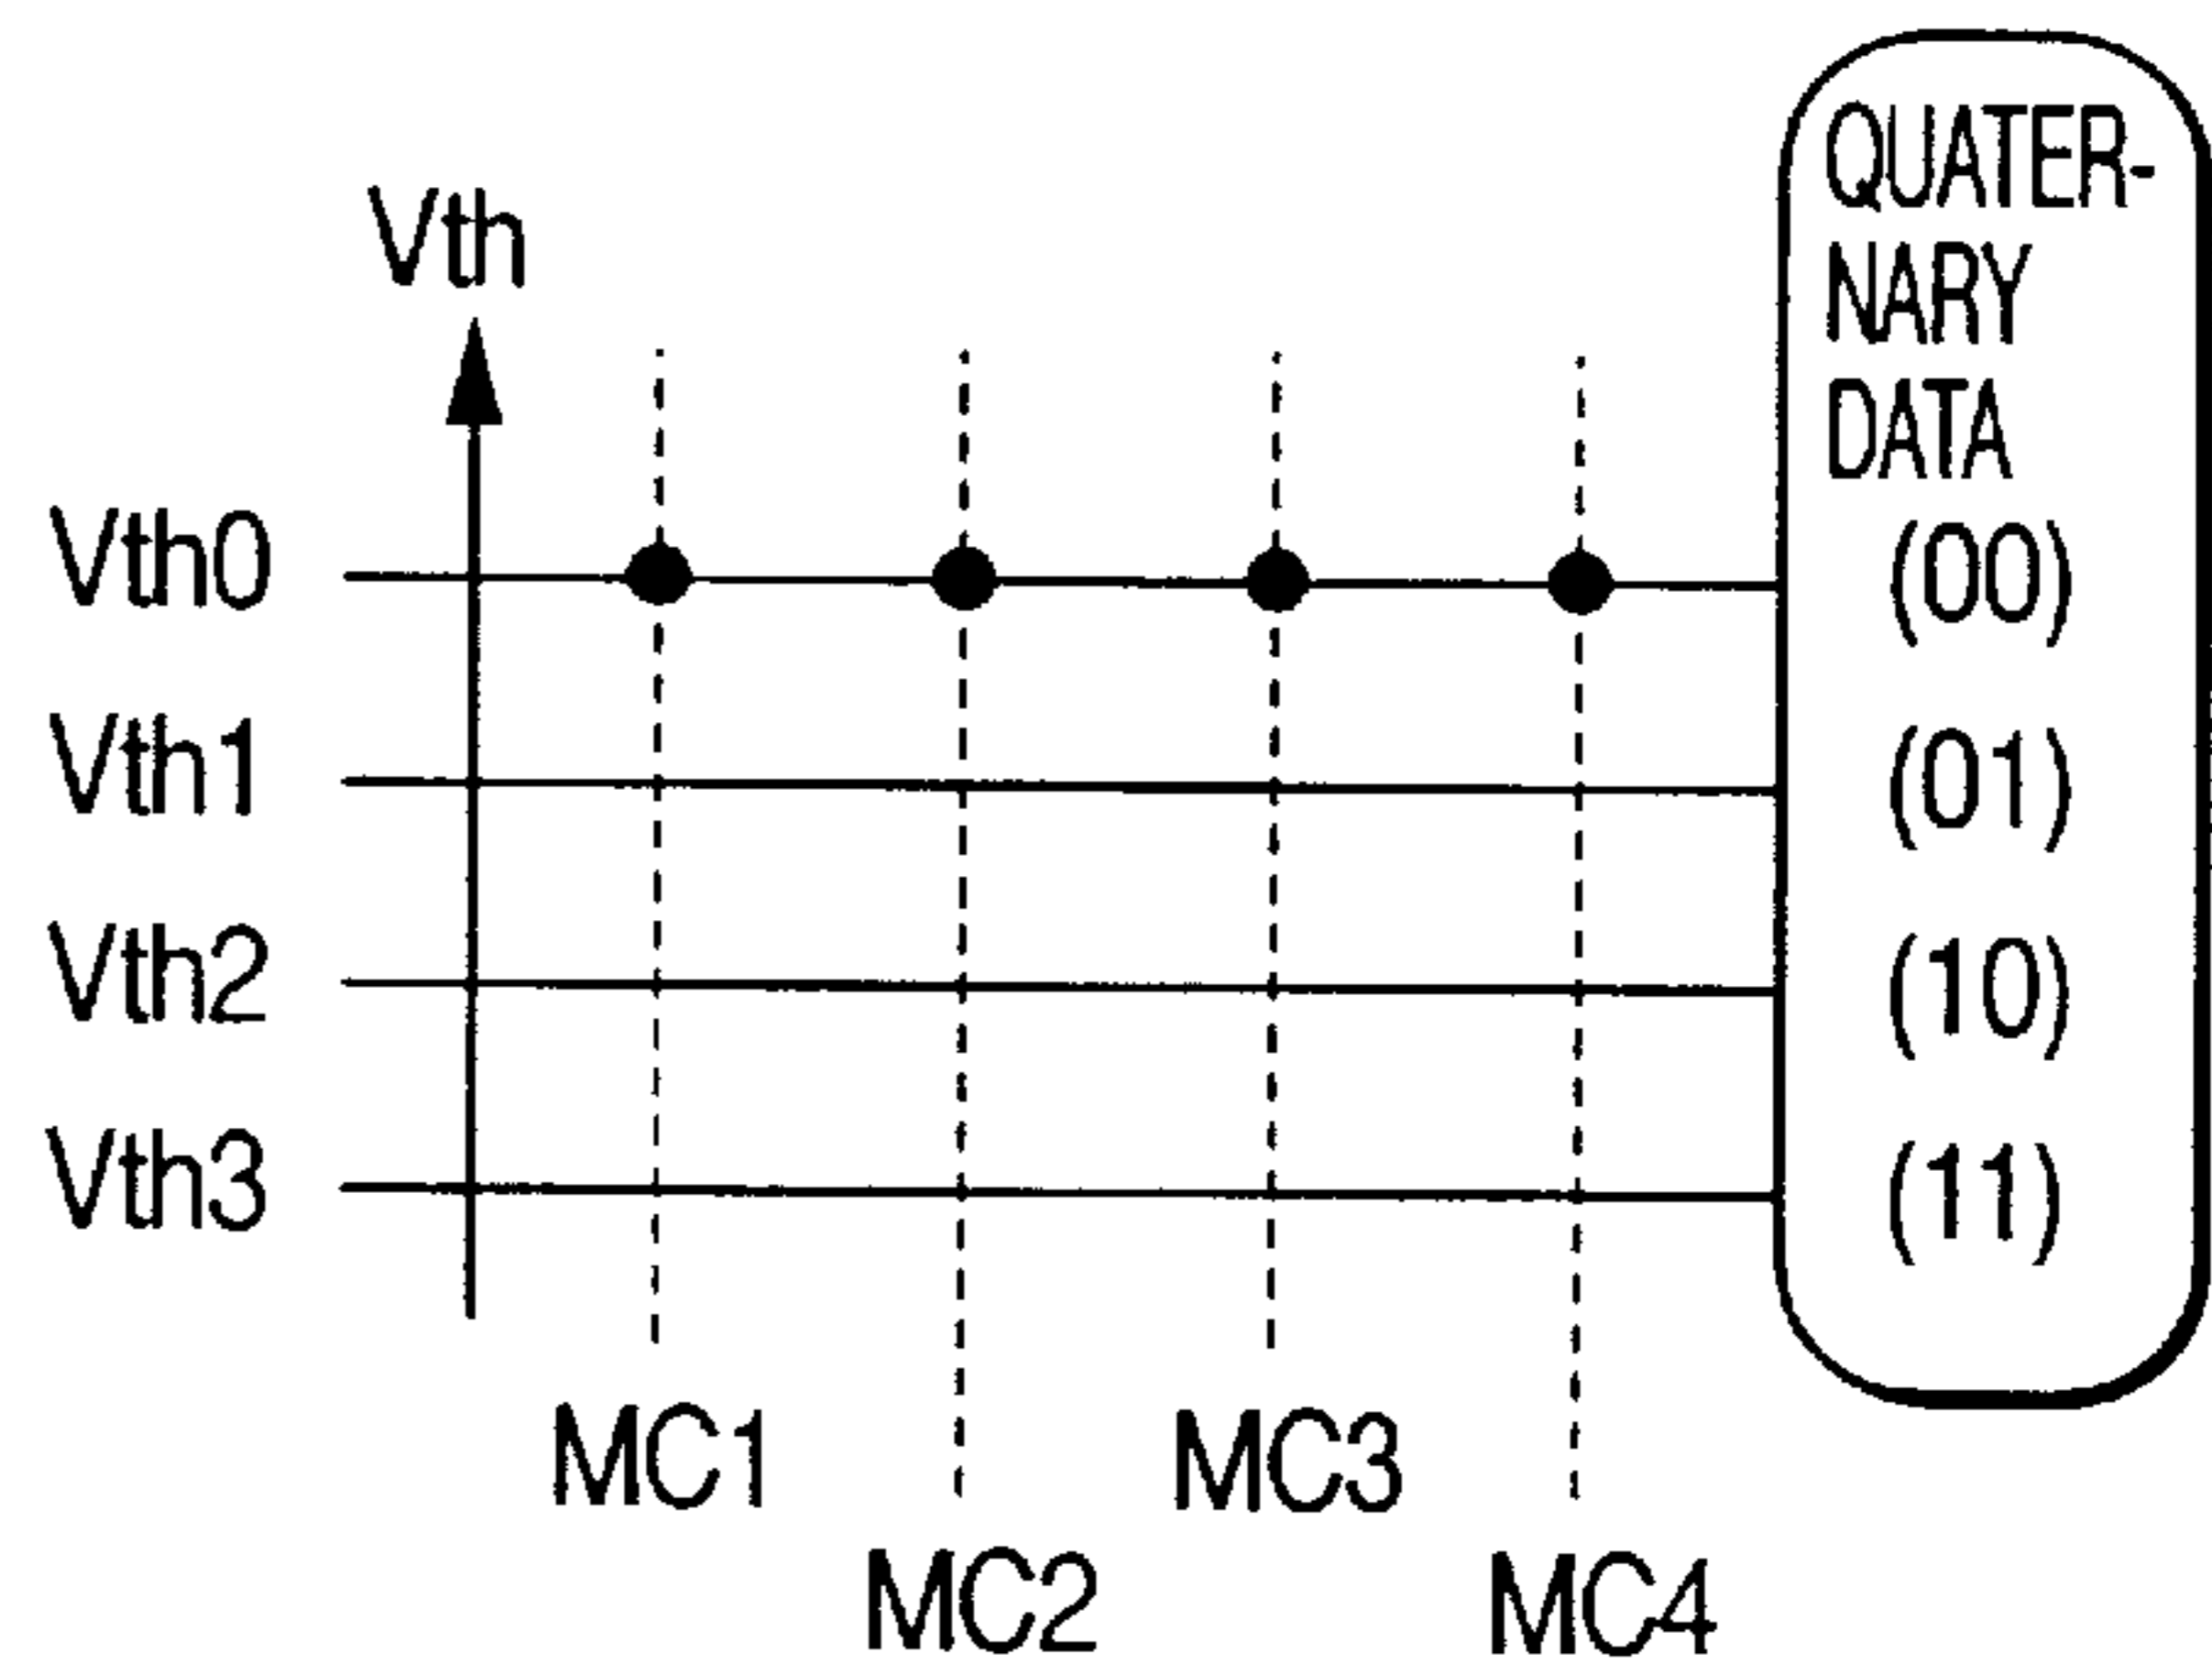 QUATER-
NARY
DATA
Vth
Vth0 (00)
Vth1 (01)
Vth2 (10)
Vth3 (11)
MC1 MC3
MC2 MC4